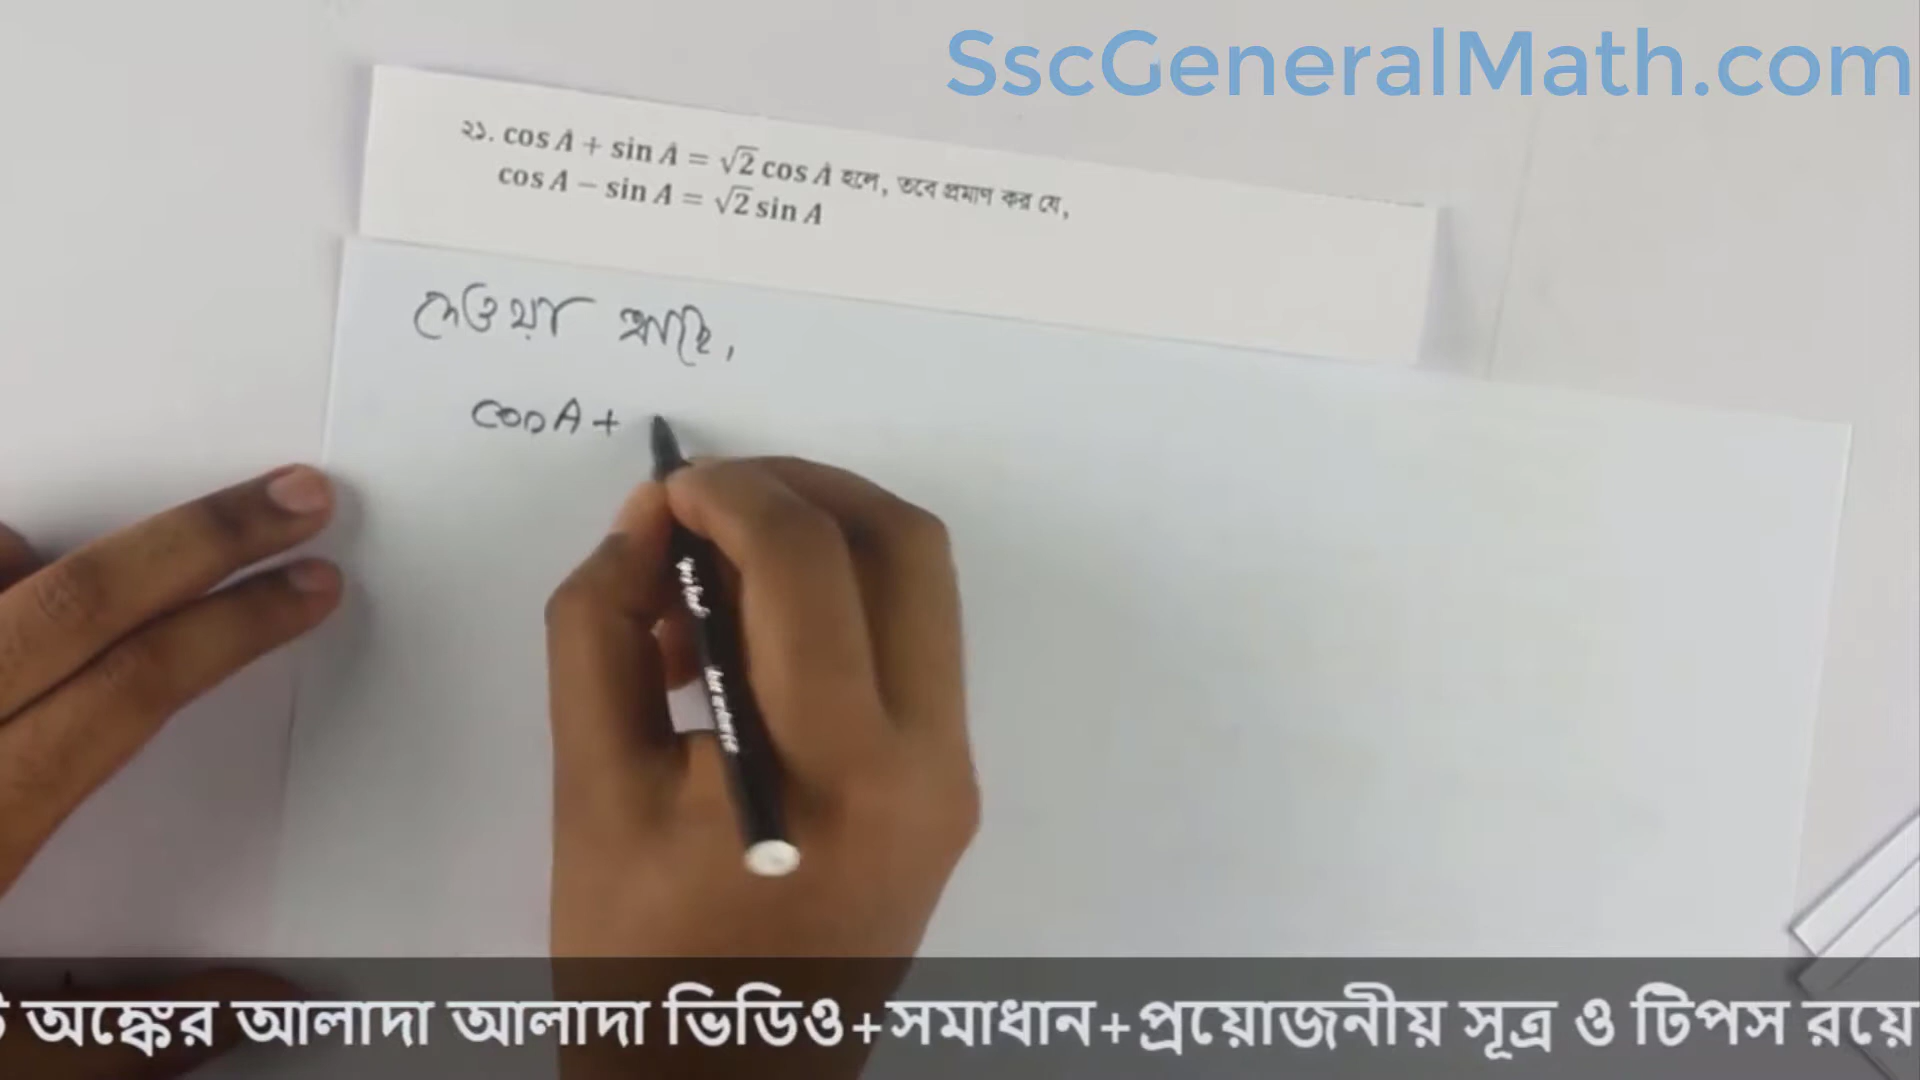 SscGeneralMath.com
২১. cos A + sin A = √2 cos A হলে, তবে প্রমাণ কর যে,
cos A − sin A = √2 sin A
দেওয়া আছে,
cos A +
অঙ্কের আলাদা আলাদা ভিডিও+সমাধান+প্রয়োজনীয় সূত্র ও টিপস রয়ে